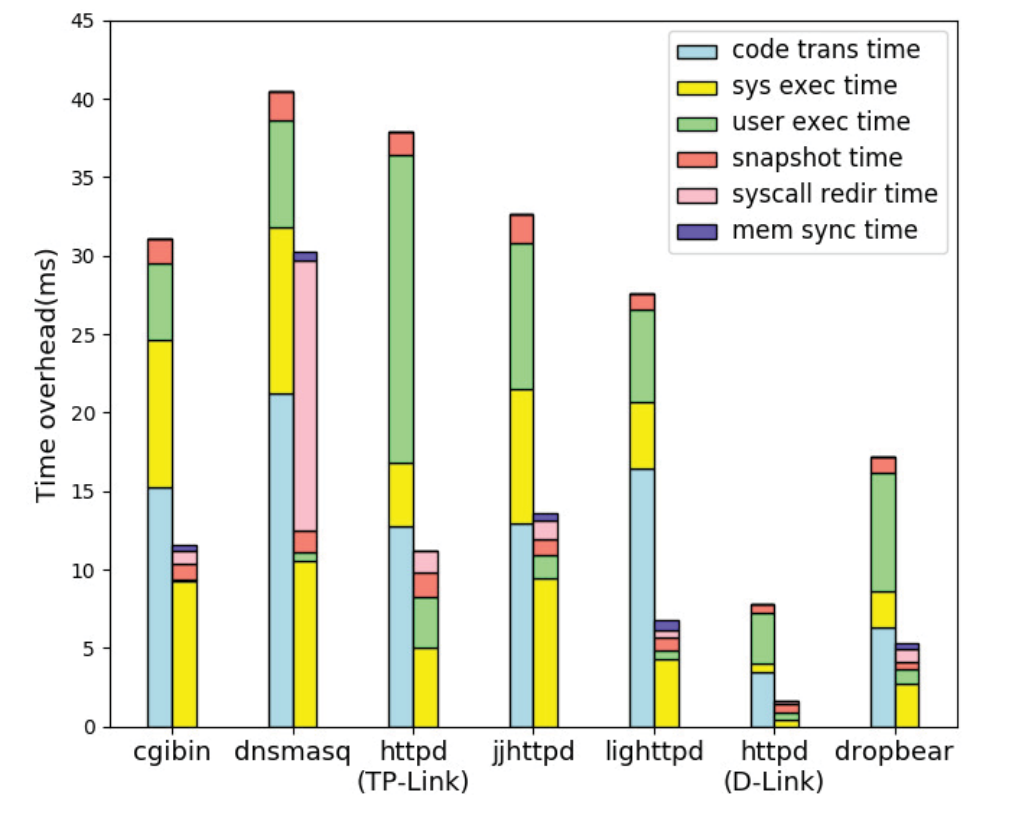 45
40
35
30
25
20
15
10
5
0
Time overhead(ms)
code trans time
sys exec time
user exec time
snapshot time
syscall redir time
mem sync time
cgibin dnsmasq httpd jjhttpd lighttpd httpd dropbear
(TP-Link) (D-Link)